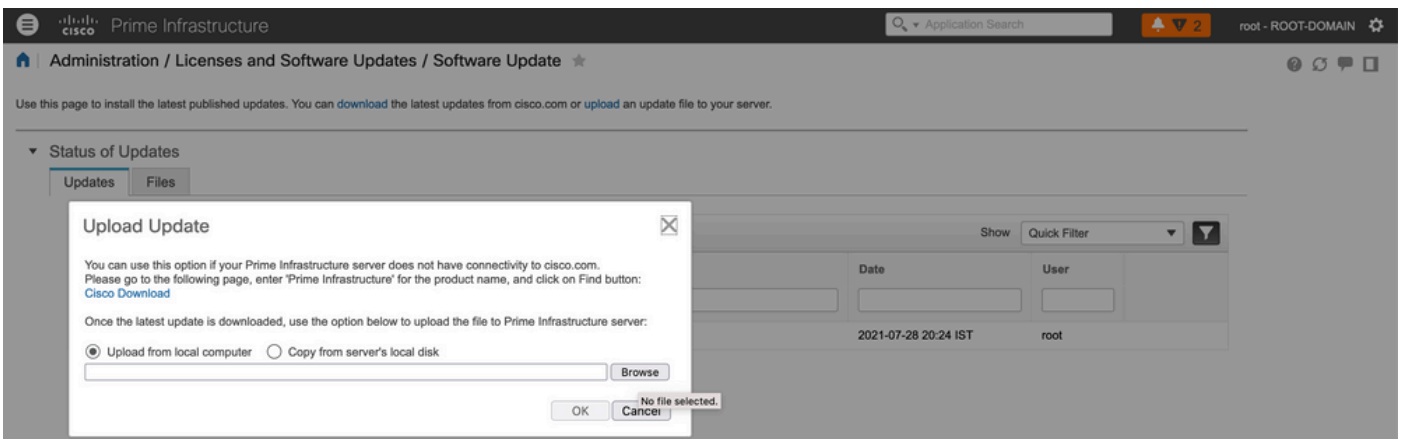 cisco Prime Infrastructure
Application Search
2
root - ROOT-DOMAIN
Administration / Licenses and Software Updates / Software Update
Use this page to install the latest published updates. You can download the latest updates from cisco.com or upload an update file to your server.
Status of Updates
Updates
Files
Upload Update
You can use this option if your Prime Infrastructure server does not have connectivity to cisco.com.
Please go to the following page, enter 'Prime Infrastructure' for the product name, and click on Find button:
Cisco Download
Once the latest update is downloaded, use the option below to upload the file to Prime Infrastructure server:
Upload from local computer
Copy from server's local disk
Browse
No file selected.
OK
Cancel
Show
Quick Filter
Date
User
2021-07-28 20:24 IST
root